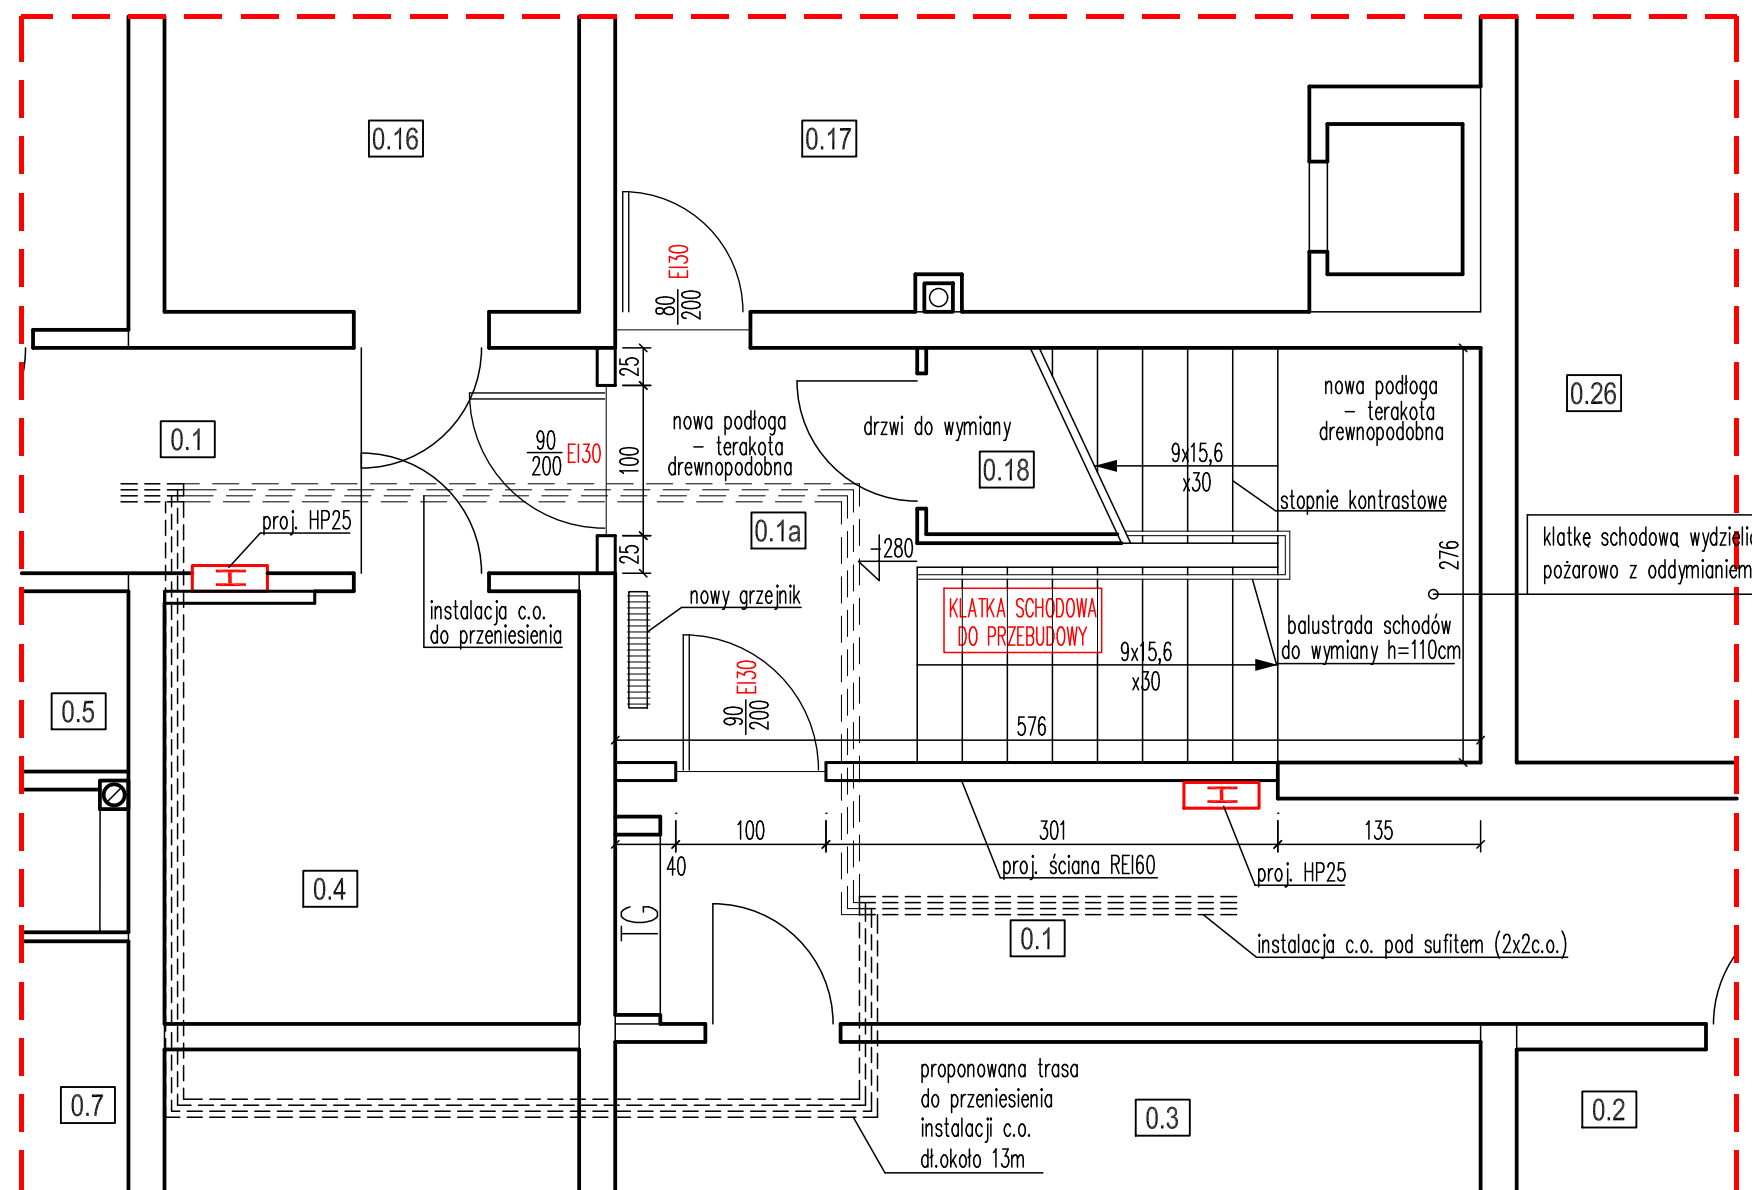 0.16
0.17
80
200
EI30
25
100
25
0.1
90
200
EI30
nowa podłoga
- terakota
drewnopodobna
drzwi do wymiany
0.18
9x15,6
x30
stopnie kontrastowe
nowa podłoga
- terakota
drewnopodobna
0.26
276
klatkę schodową
pożarowo z oddymianiem
proj. HP25
0.1a
-280
instalacja c.o.
do przeniesienia
nowy grzejnik
KLATKA SCHODOWA
DO PRZEBUDOWY
9x15,6
x30
balustrada schodów
do wymiany h=110cm
0.5
90
200
EI30
576
40
100
301
135
proj. ściana REI60
proj. HP25
0.4
TG
0.1
instalacja c.o. pod sufitem (2x2c.o.)
0.7
proponowana trasa
do przeniesienia
instalacji c.o.
dł.około 13m
0.3
0.2